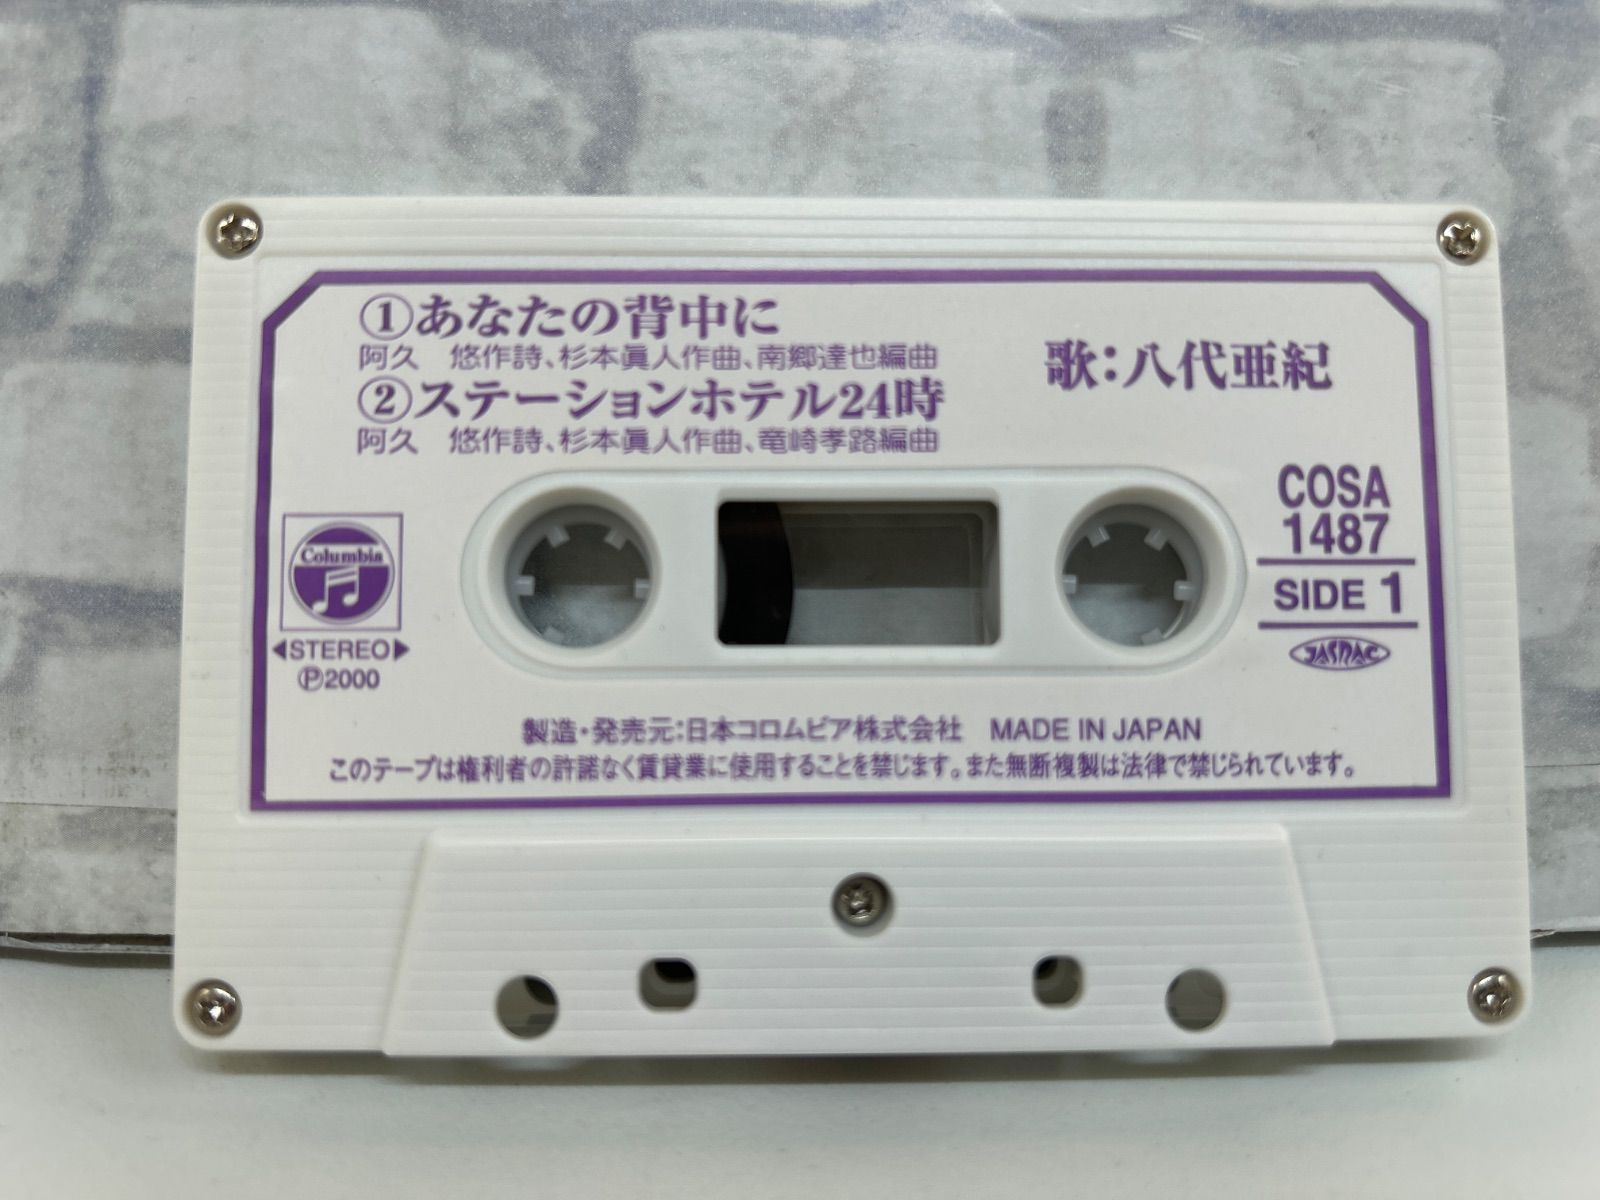 ①あなたの背中に
阿久 悠作詩、杉本眞人作曲、南郷達也編曲
②ステーションホテル24時
阿久 悠作詩、杉本眞人作曲、竜崎孝路編曲
歌:八代亜紀
Columbia
◀STEREO▶
Ⓟ2000
COSA
1487
SIDE 1
JASRAC
製造・発売元:日本コロムビア株式会社 MADE IN JAPAN
このテープは権利者の許諾なく賃貸業に使用することを禁じます。また無断複製は法律で禁じられています。